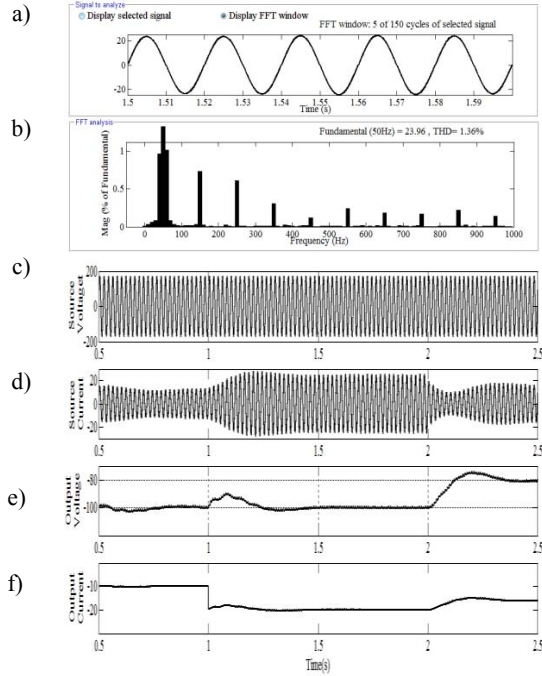 a)
Signal to analyze
Display selected signal
Display FFT window
FFT window: 5 of 150 cycles of selected signal
20
0
-20
1.5 1.51 1.52 1.53 1.54 1.55 1.56 1.57 1.58 1.59
Time (s)
b)
FFT analysis
Fundamental (50Hz) = 23.96 , THD= 1.36%
Mag (% of Fundamental)
1
0.5
0
0 100 200 300 400 500 600 700 800 900 1000
Frequency (Hz)
c)
Source
Voltaget
200
0
-200
0.5 1 1.5 2 2.5
d)
Source
Current
20
0
-20
0.5 1 1.5 2 2.5
e)
Output
Voltage
-80
-100
0.5 1 1.5 2 2.5
f)
Output
Current
-10
-20
0.5 1 1.5 2 2.5
Time(s)